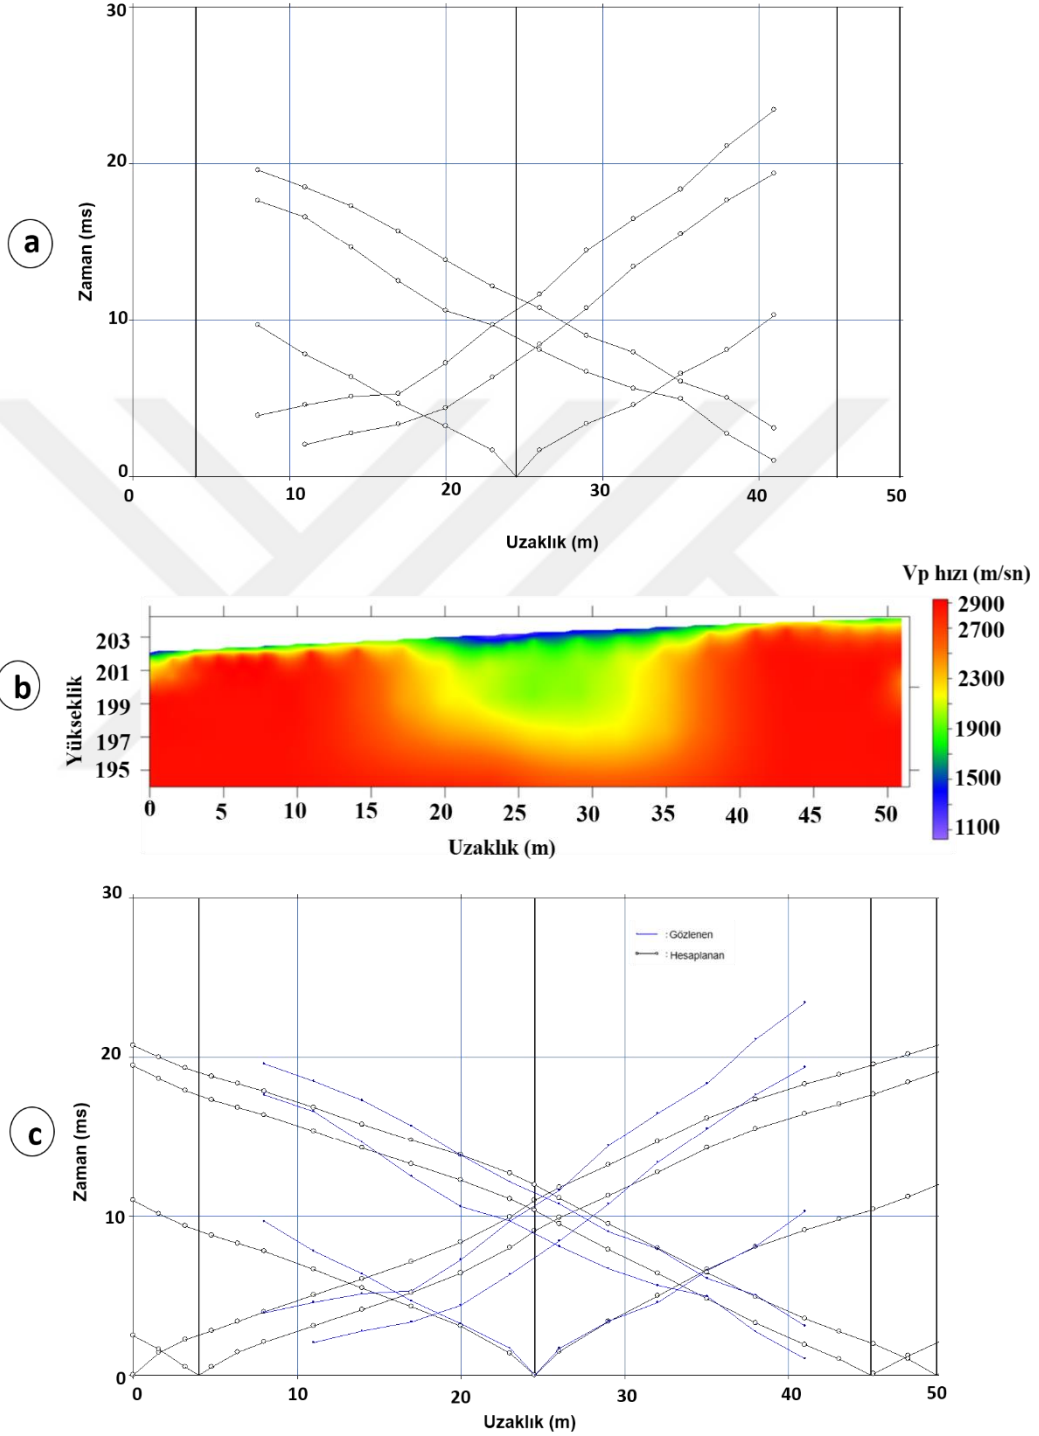 30
20
10
0
a
Zaman (ms)
0 10 20 30 40 50
Uzaklık (m)
Vp hızı (m/sn)
b
Yükseklik
203
201
199
197
195
0 5 10 15 20 25 30 35 40 45 50
Uzaklık (m)
2900
2700
2300
1900
1500
1100
30
20
10
0
: Gözlenen
: Hesaplanan
c
Zaman (ms)
0 10 20 30 40 50
Uzaklık (m)